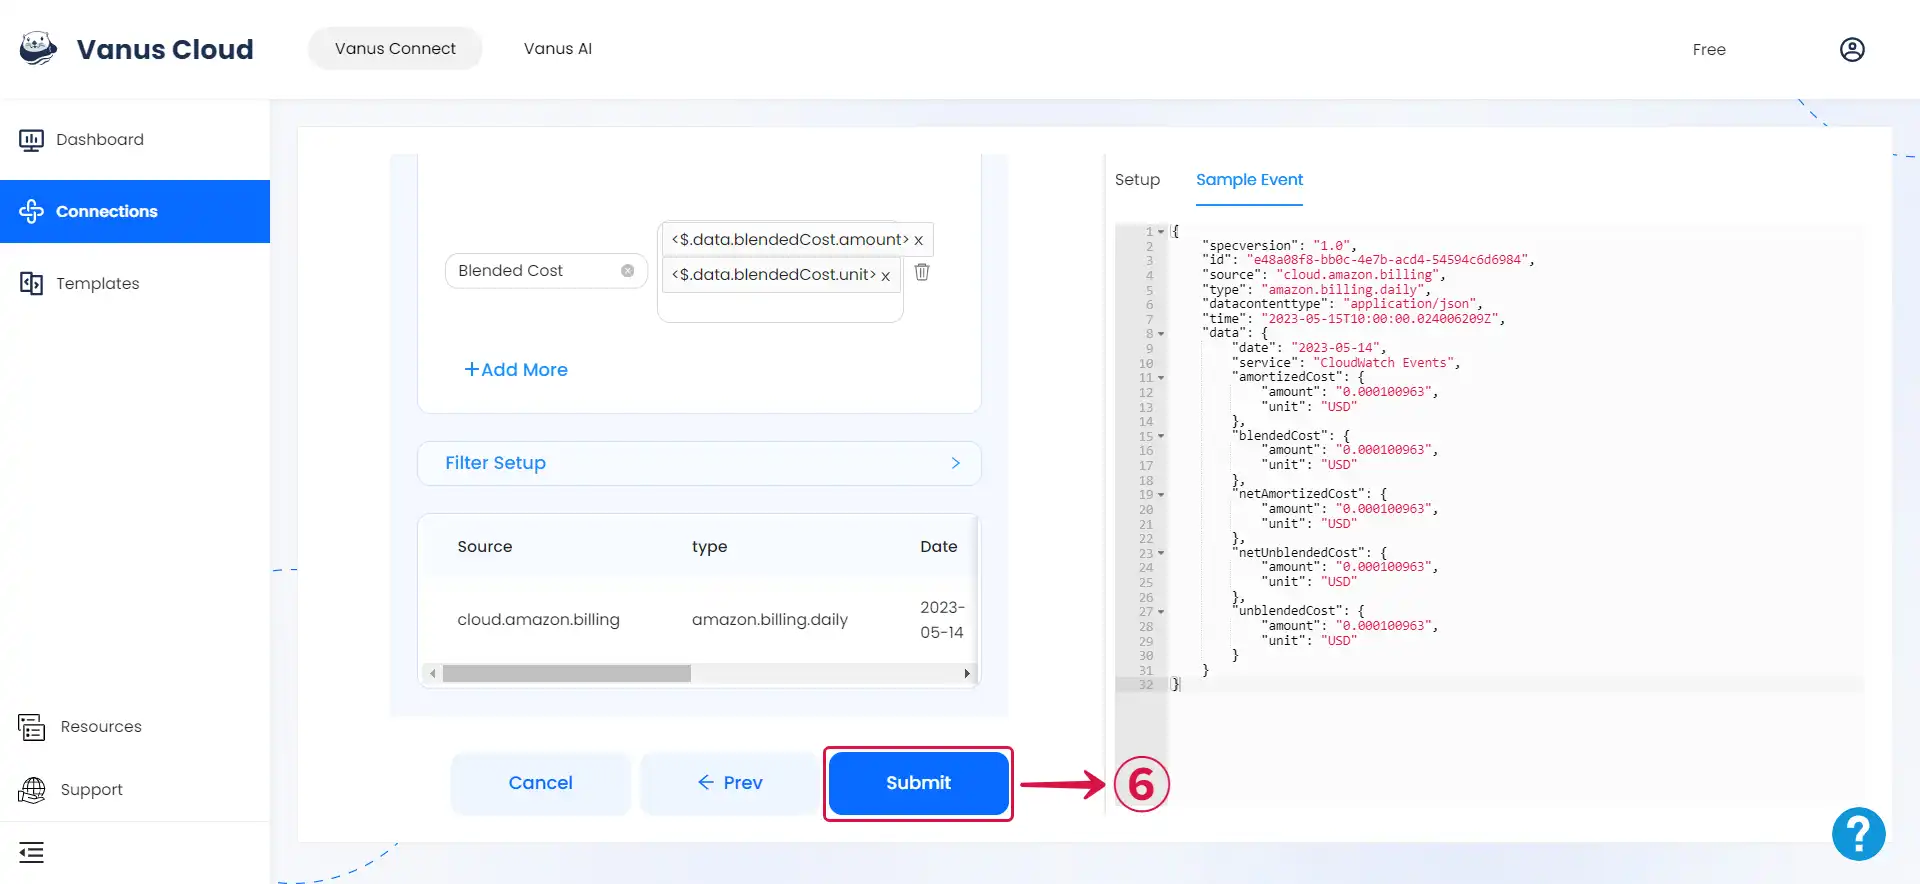 Vanus Cloud
Vanus Connect
Vanus AI
Free
Dashboard
Connections
Templates
Resources
Support
Blended Cost
<$.data.blendedCost.amount> x
<$.data.blendedCost.unit> x
+Add More
Filter Setup
Source type Date
cloud.amazon.billing amazon.billing.daily 2023-
05-14
Cancel
← Prev
Submit
6
Setup
Sample Event
1 {
2 "specversion": "1.0",
3 "id": "e48a08f8-bb0c-4e7b-acd4-54594c6d6984",
4 "source": "cloud.amazon.billing",
5 "type": "amazon.billing.daily",
6 "datacontenttype": "application/json",
7 "time": "2023-05-15T10:00:00.024006209Z",
8 "data": {
9 "date": "2023-05-14",
10 "service": "CloudWatch Events",
11 "amortizedCost": {
12 "amount": "0.000100963",
13 "unit": "USD"
14 },
15 "blendedCost": {
16 "amount": "0.000100963",
17 "unit": "USD"
18 },
19 "netAmortizedCost": {
20 "amount": "0.000100963",
21 "unit": "USD"
22 },
23 "netUnblendedCost": {
24 "amount": "0.000100963",
25 "unit": "USD"
26 },
27 "unblendedCost": {
28 "amount": "0.000100963",
29 "unit": "USD"
30 }
31 }
32 }
?